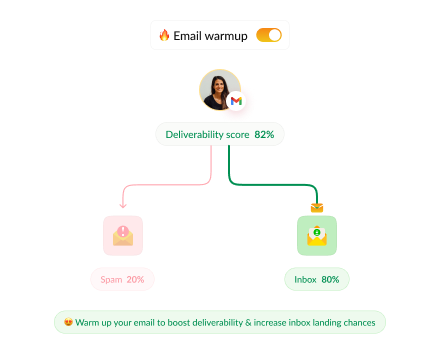 Email warmup
Deliverability score 82%
Spam 20%
Inbox 80%
Warm up your email to boost deliverability & increase inbox landing chances